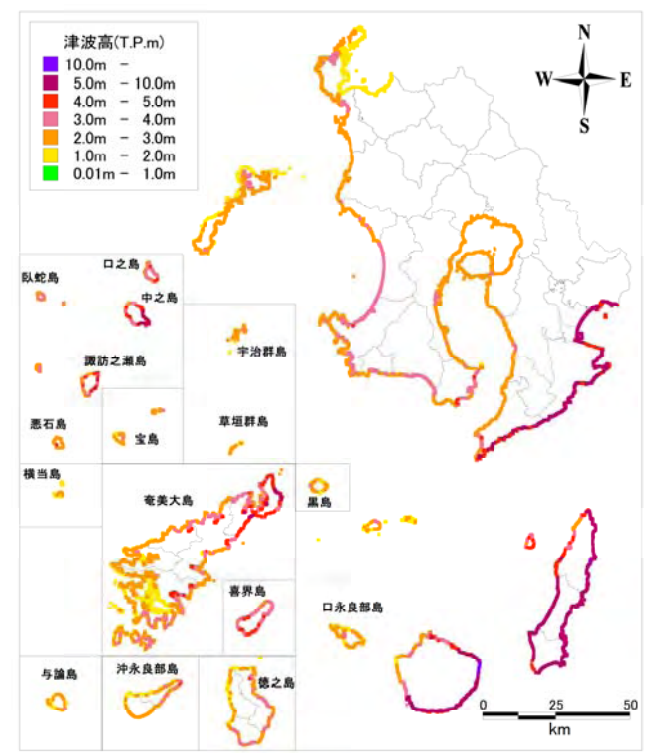 津波高(T.P.m)
10.0m －
5.0m － 10.0m
4.0m － 5.0m
3.0m － 4.0m
2.0m － 3.0m
1.0m － 2.0m
0.01m － 1.0m
N
W E
S
臥蛇島
口之島
中之島
諏訪之瀬島
宇治群島
悪石島
宝島
草垣群島
横当島
奄美大島
黒島
喜界島
口永良部島
与論島
沖永良部島
徳之島
0 25 50
km